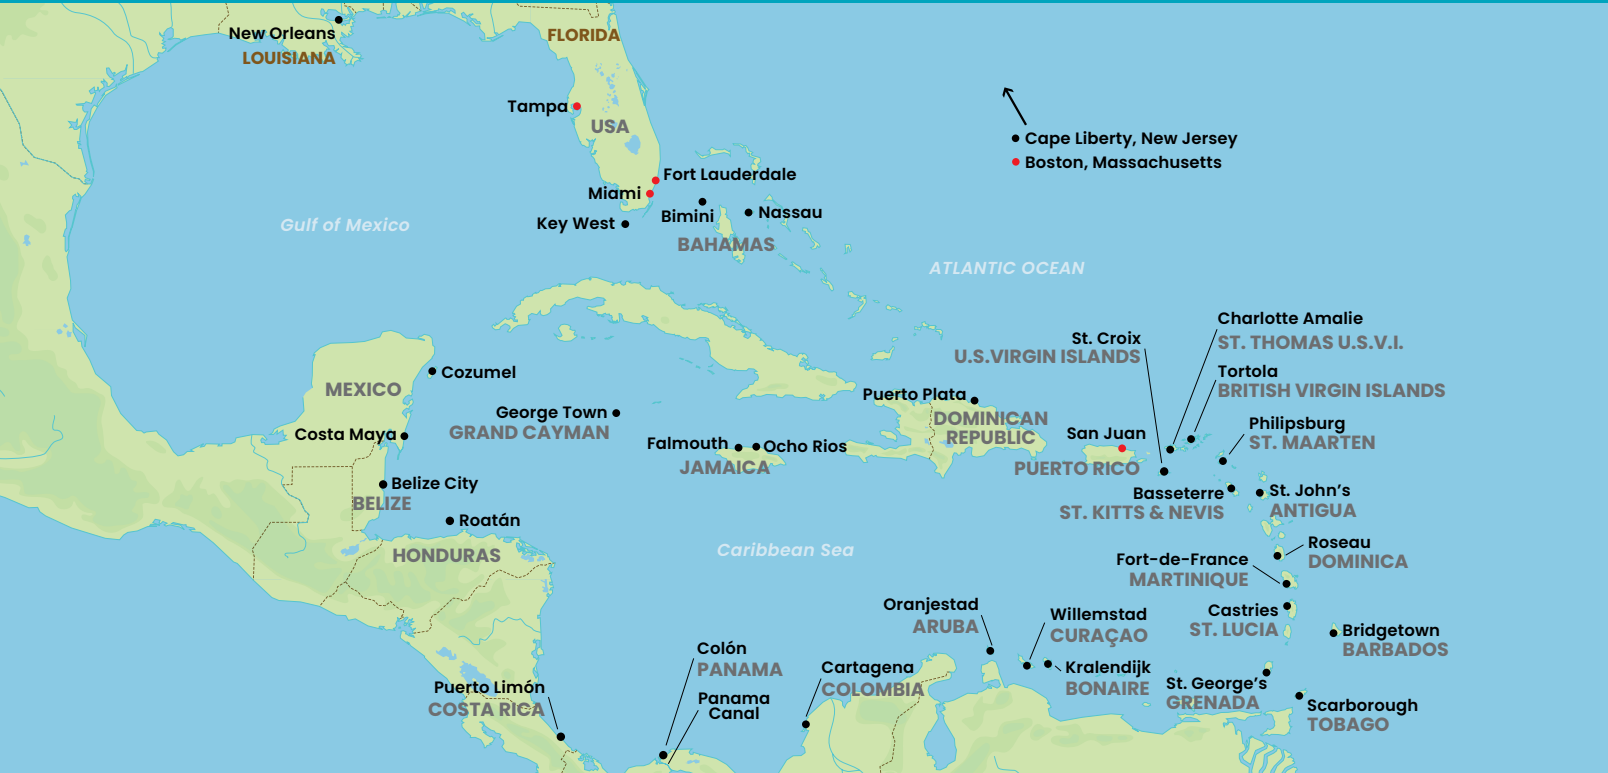 New Orleans
LOUISIANA
FLORIDA
Tampa
USA
Cape Liberty, New Jersey
Boston, Massachusetts
Fort Lauderdale
Miami
Key West
Bimini
Nassau
BAHAMAS
Gulf of Mexico
ATLANTIC OCEAN
Charlotte Amalie
ST. THOMAS U.S.V.I.
St. Croix
U.S.VIRGIN ISLANDS
Tortola
BRITISH VIRGIN ISLANDS
Cozumel
MEXICO
Puerto Plata
DOMINICAN
REPUBLIC
George Town
GRAND CAYMAN
Costa Maya
Falmouth
Ocho Rios
JAMAICA
San Juan
PUERTO RICO
Philipsburg
ST. MAARTEN
Belize City
BELIZE
Basseterre
ST. KITTS & NEVIS
St. John's
ANTIGUA
Roatán
HONDURAS
Caribbean Sea
Roseau
DOMINICA
Fort-de-France
MARTINIQUE
Oranjestad
ARUBA
Willemstad
CURAÇAO
Castries
ST. LUCIA
Bridgetown
BARBADOS
Colón
PANAMA
Cartagena
COLOMBIA
Kralendijk
BONAIRE
St. George's
GRENADA
Puerto Limón
COSTA RICA
Panama
Canal
Scarborough
TOBAGO